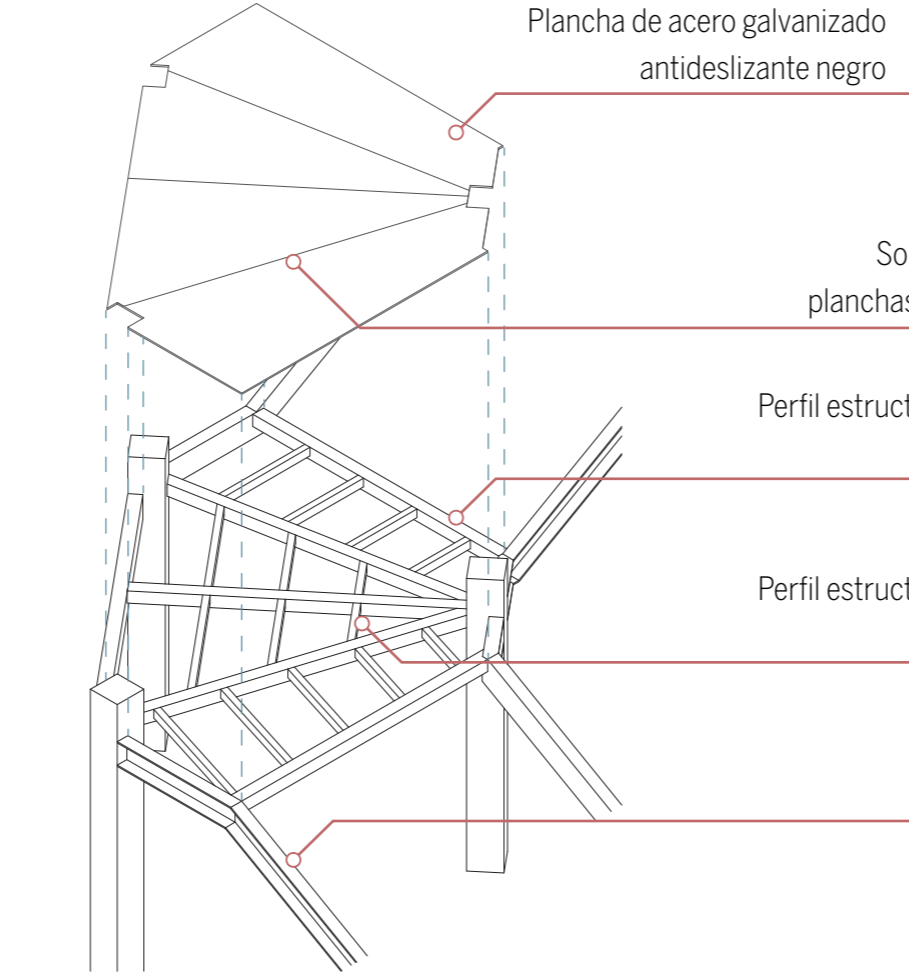 Plancha de acero galvanizado
antideslizante negro
So
planchas
Perfil estruct
Perfil estruct